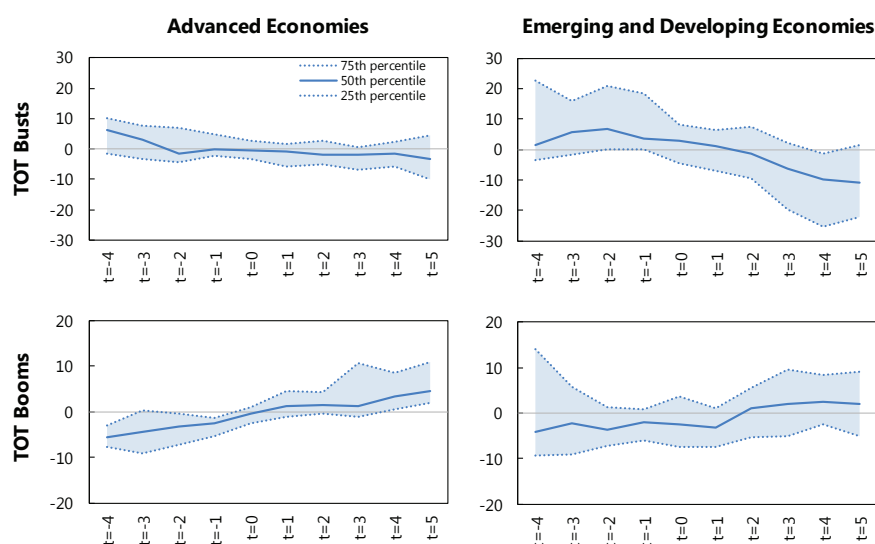 Advanced Economies
Emerging and Developing Economies
TOT Busts
30
20
10
0
-10
-20
-30
75th percentile
50th percentile
25th percentile
t=-4
t=-3
t=-2
t=-1
t=0
t=1
t=2
t=3
t=4
t=5
30
20
10
0
-10
-20
-30
t=-4
t=-3
t=-2
t=-1
t=0
t=1
t=2
t=3
t=4
t=5
TOT Booms
20
10
0
-10
-20
t=-4
t=-3
t=-2
t=-1
t=0
t=1
t=2
t=3
t=4
t=5
20
10
0
-10
-20
t=-4
t=-3
t=-2
t=-1
t=0
t=1
t=2
t=3
t=4
t=5